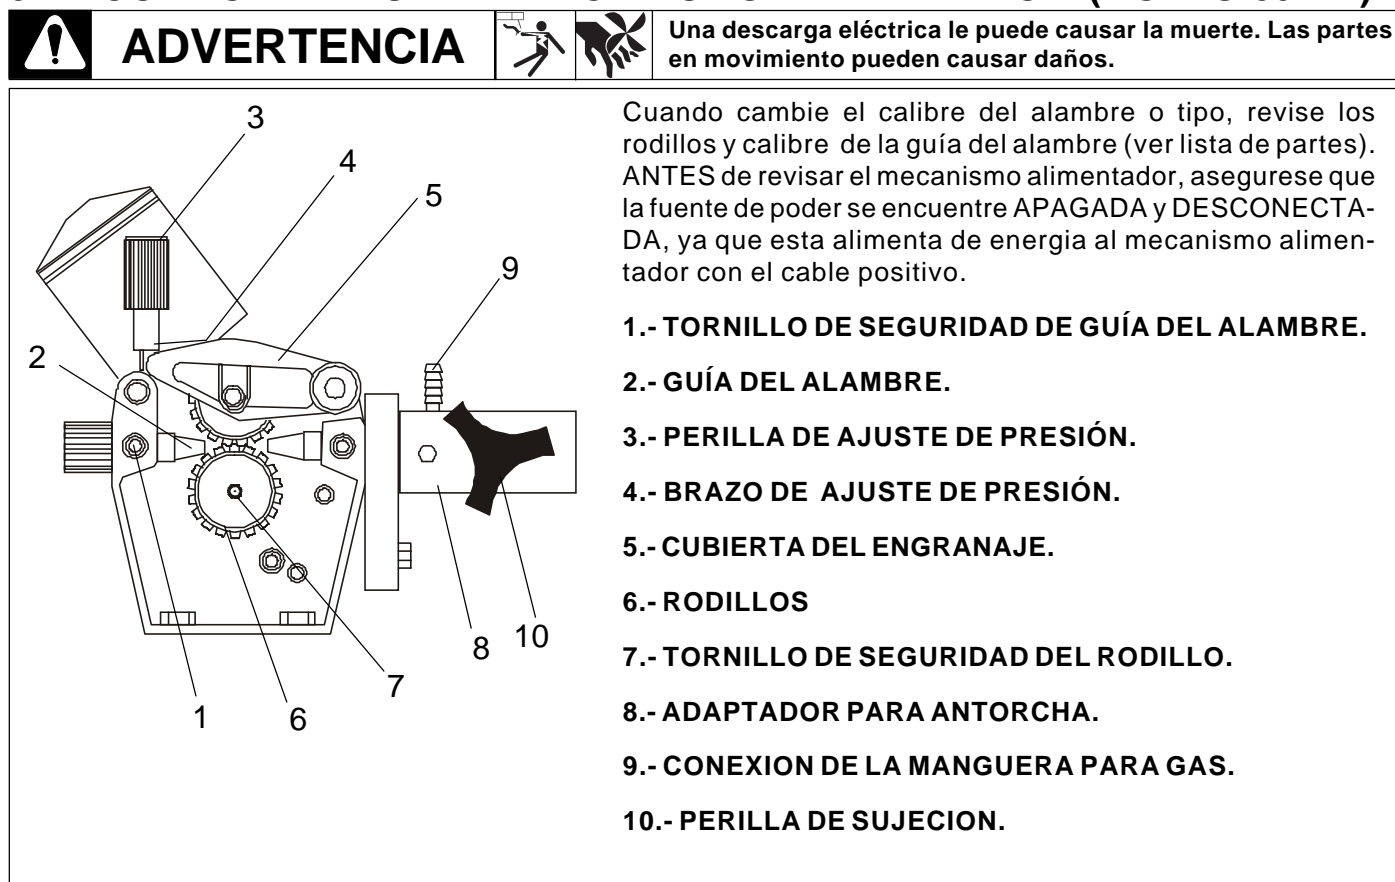 ADVERTENCIA
Una descarga eléctrica le puede causar la muerte. Las partes
en movimiento pueden causar daños.
Cuando cambie el calibre del alambre o tipo, revise los
rodillos y calibre de la guía del alambre (ver lista de partes).
ANTES de revisar el mecanismo alimentador, asegurese que
la fuente de poder se encuentre APAGADA y DESCONECTA-
DA, ya que esta alimenta de energia al mecanismo alimen-
tador con el cable positivo.
1.- TORNILLO DE SEGURIDAD DE GUÍA DEL ALAMBRE.
2.- GUÍA DEL ALAMBRE.
3.- PERILLA DE AJUSTE DE PRESIÓN.
4.- BRAZO DE AJUSTE DE PRESIÓN.
5.- CUBIERTA DEL ENGRANAJE.
6.- RODILLOS
7.- TORNILLO DE SEGURIDAD DEL RODILLO.
8.- ADAPTADOR PARA ANTORCHA.
9.- CONEXION DE LA MANGUERA PARA GAS.
10.- PERILLA DE SUJECION.
3
4
5
9
2
8
10
7
1
6